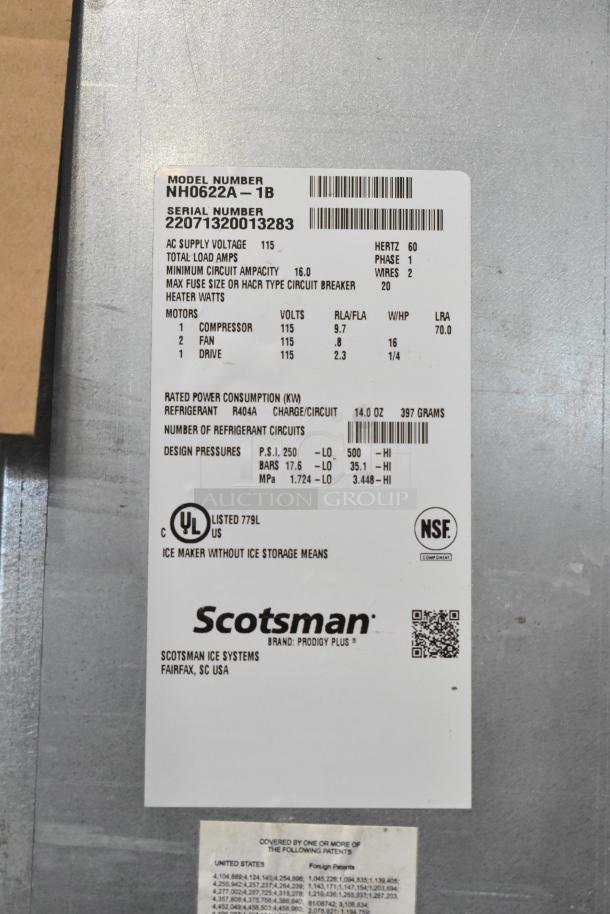 MODEL NUMBER
NH0622A-1B
SERIAL NUMBER
22071320013283
AC SUPPLY VOLTAGE 115 HERTZ 60
TOTAL LOAD AMPS PHASE 1
MINIMUM CIRCUIT AMPACITY 16.0 WIRES 2
MAX FUSE SIZE OR HACR TYPE CIRCUIT BREAKER 20
HEATER WATTS
MOTORS VOLTS RLA/FLA W/HP LRA
1 COMPRESSOR 115 9.7 70.0
2 FAN 115 .8 16
1 DRIVE 115 2.3 1/4
RATED POWER CONSUMPTION (KW)
REFRIGERANT R404A CHARGE/CIRCUIT 14.0 OZ 397 GRAMS
NUMBER OF REFRIGERANT CIRCUITS
DESIGN PRESSURES P.S.I. 250 -LO 500 -HI
BARS 17.6 -LO 35.1 -HI
MPa 1.724-LO 3.448-HI
AUCTION GROUP
C UL US LISTED 779L
NSF.
COMPONENT
ICE MAKER WITHOUT ICE STORAGE MEANS
Scotsman
BRAND: PRODIGY PLUS ®
SCOTSMAN ICE SYSTEMS
FAIRFAX, SC USA
COVERED BY ONE OR MORE OF
THE FOLLOWING PATENTS
UNITED STATES Foreign Patents